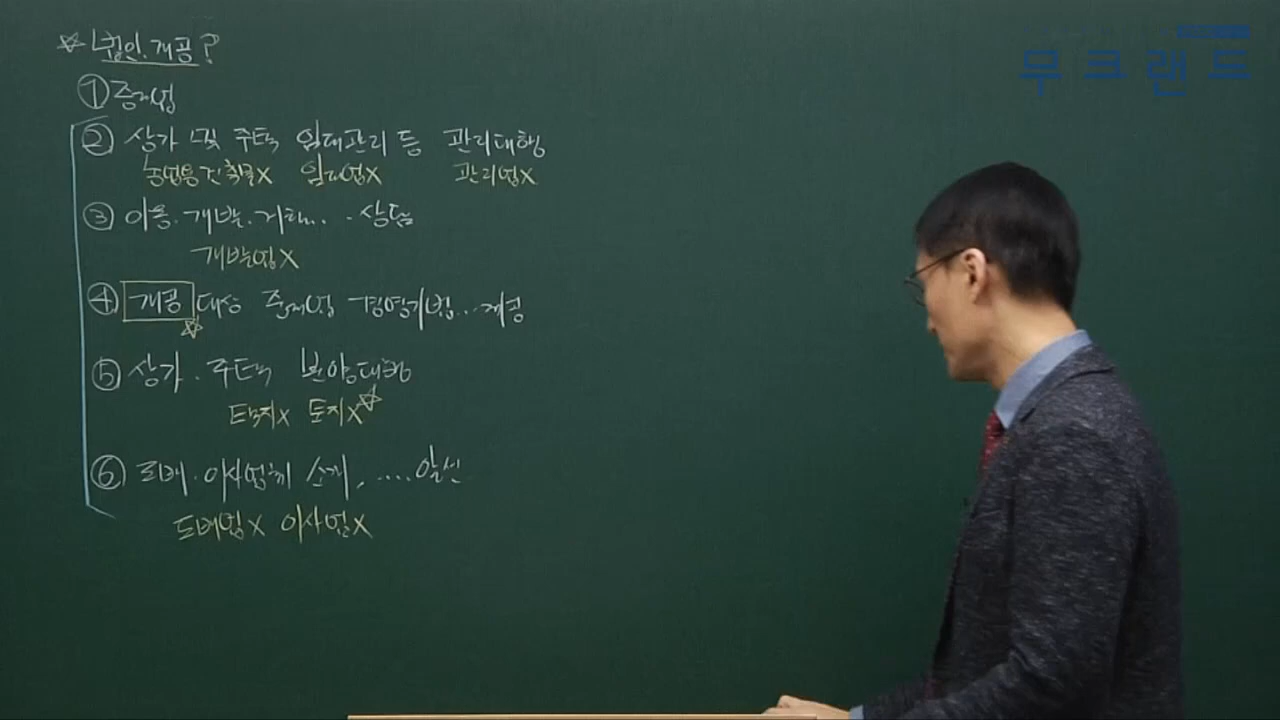 ☆ 법인.개공?
① 중개업
② 상가 및 주택 임대관리 등 관리대행
농업용건축물X 임대업X 관리업X
③ 이용.개발.거래... 상담
개발업X
④ 개공 대상 중개업 경영기법...제공
☆
⑤ 상가.주택 분양대행
택지X 토지X☆
⑥ 도배.이사업체 소개, ....알선
도배업X 이사업X
무크랜드